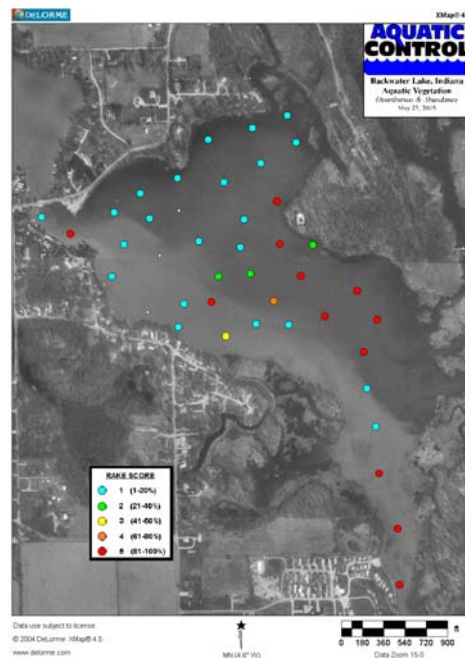 DELORME
XMap® 4.5
AQUATIC
CONTROL
Backwater Lake, Indiana
Aquatic Vegetation
Distribution & Abundance
May 25, 2005
RAKE SCORE
1 (1-20%)
2 (21-40%)
3 (41-60%)
4 (61-80%)
5 (81-100%)
Data use subject to license.
© 2004 DeLorme. XMap® 4.5
www.delorme.com
MN (4.6° W)
ft
0 180 360 540 720 900
Data Zoom 15.0